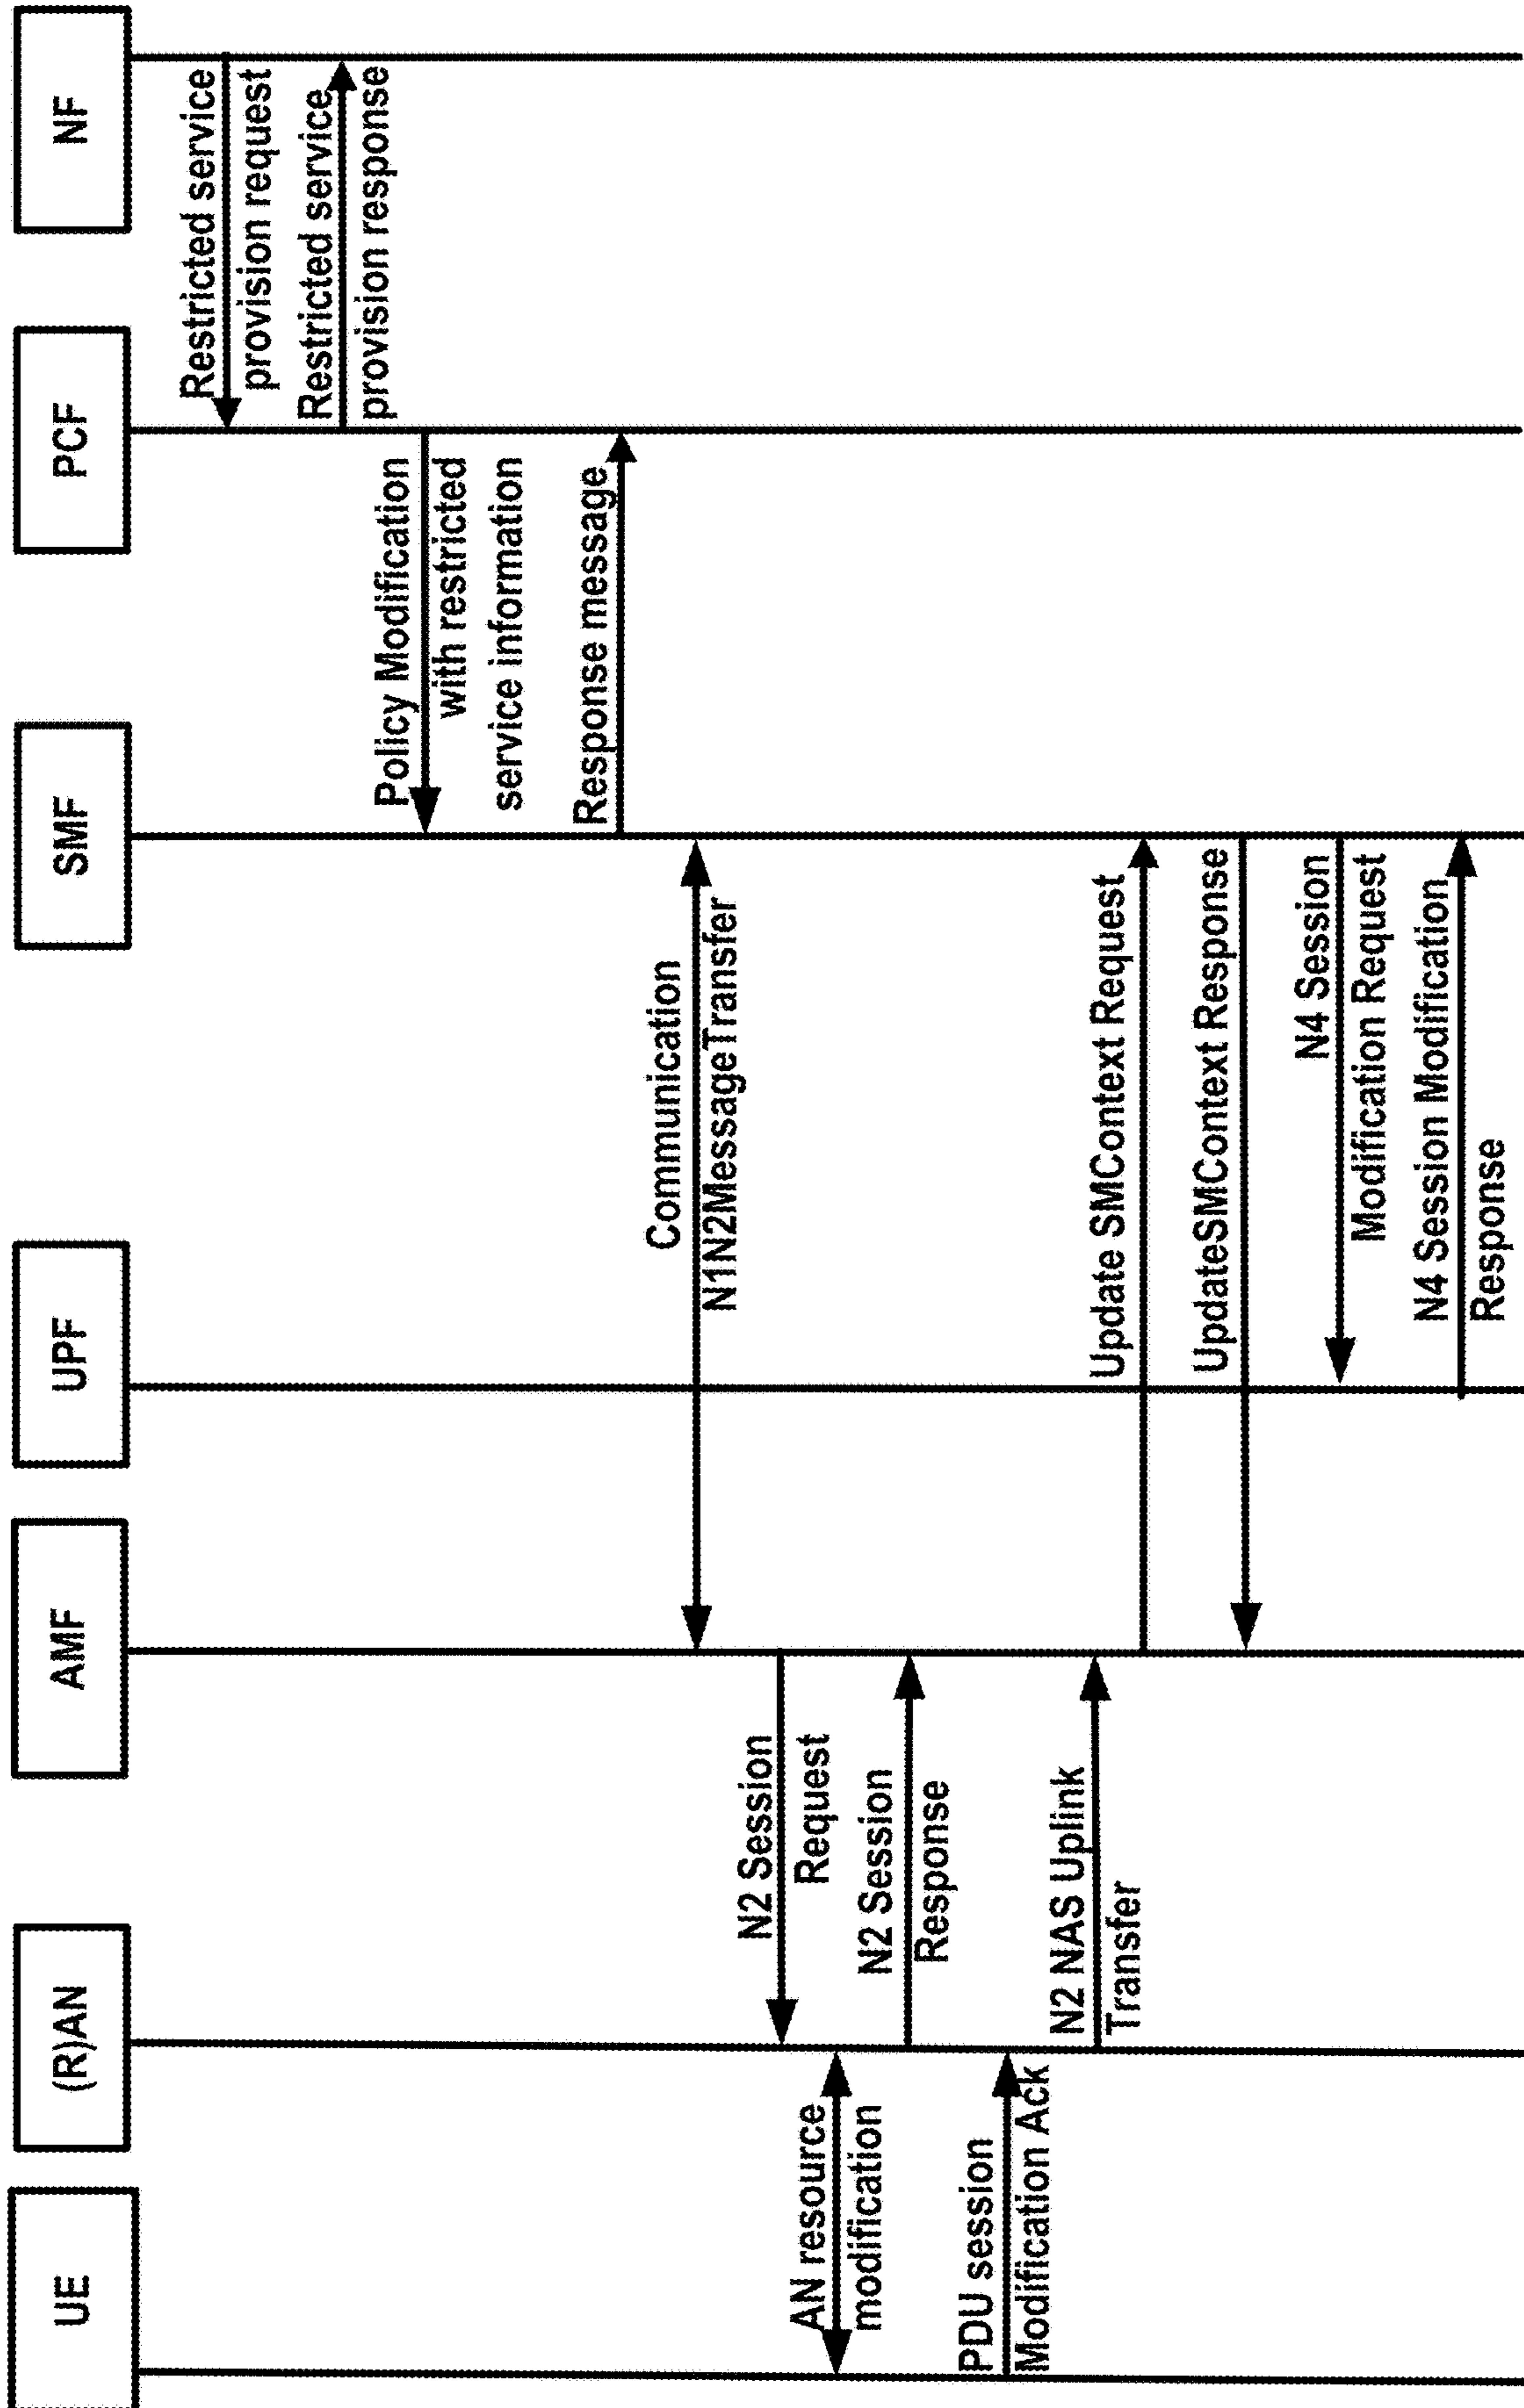 UE
(R)AN
AMF
UPF
SMF
PCF
NF
Restricted service
provision request
Restricted service
provision response
Policy Modification
with restricted
service information
Response message
Communication
N1N2MessageTransfer
N2 Session
Request
AN resource
modification
N2 Session
Response
PDU session
Modification Ack
N2 NAS Uplink
Transfer
Update SMContext Request
UpdateSMContext Response
N4 Session
Modification Request
N4 Session Modification
Response